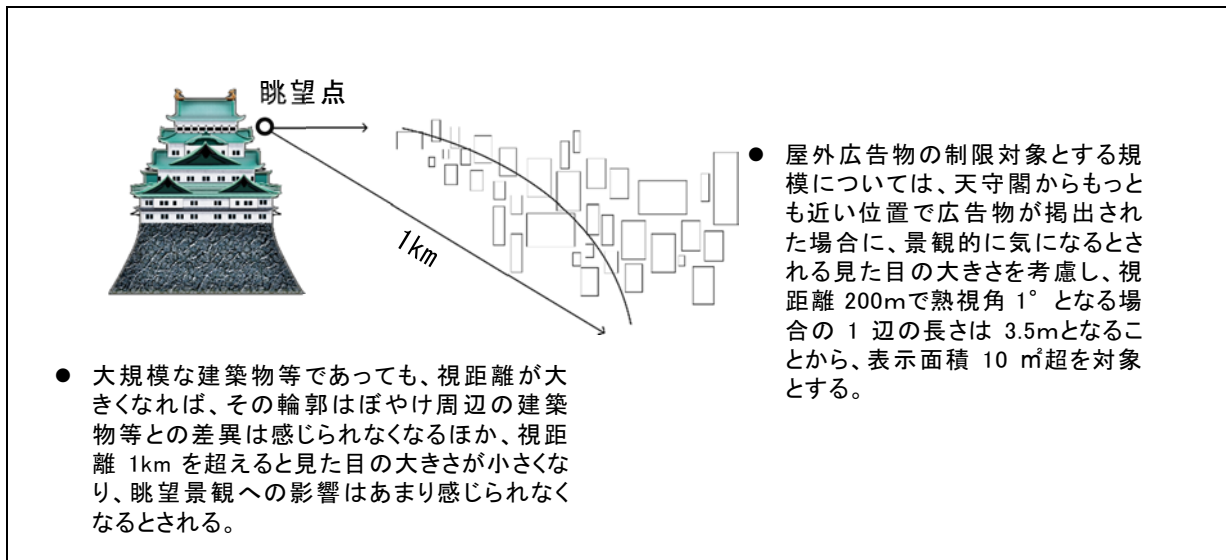 眺望点
1km
● 屋外広告物の制限対象とする規
模については、天守閣からもっと
も近い位置で広告物が掲出され
た場合に、景観的に気になるとさ
れる見た目の大きさを考慮し、視
距離 200mで熟視角 1° となる場
合の 1 辺の長さは 3.5mとなるこ
とから、表示面積 10 ㎡超を対象
とする。
● 大規模な建築物等であっても、視距離が大
きくなれば、その輪郭はぼやけ周辺の建築
物等との差異は感じられなくなるほか、視距
離 1km を超えると見た目の大きさが小さくな
り、眺望景観への影響はあまり感じられなく
なるとされる。